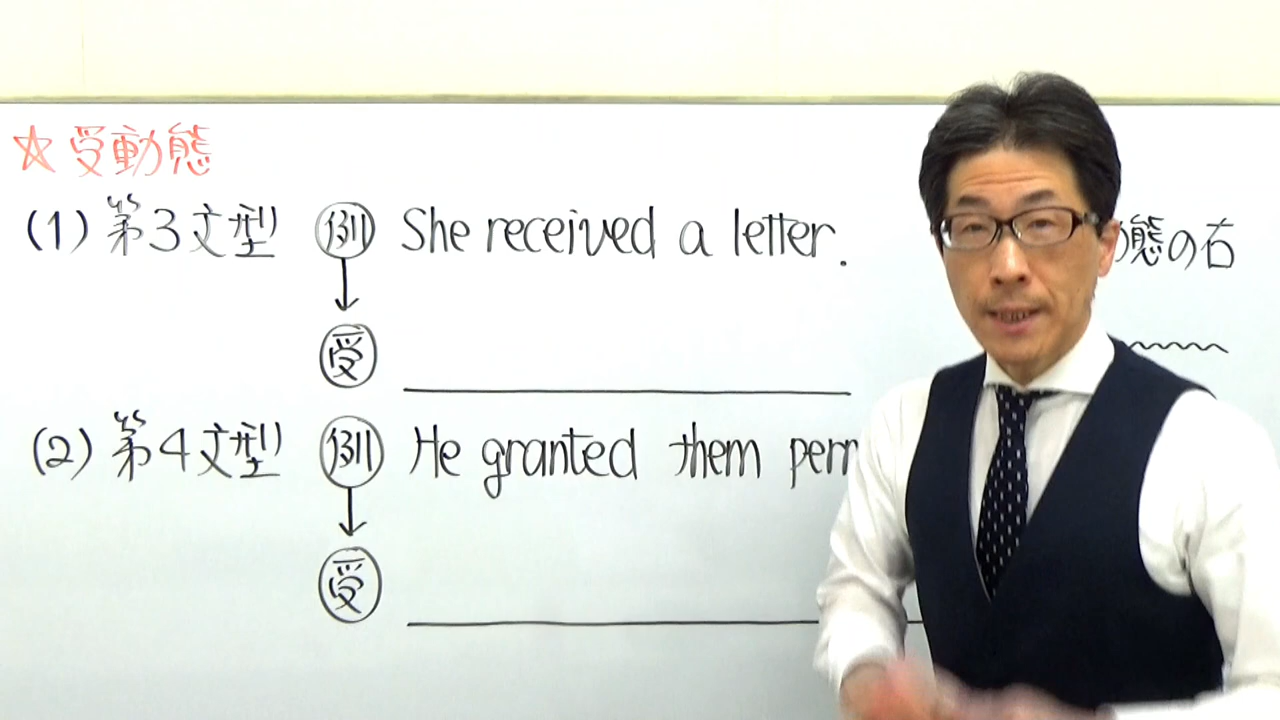 ☆受動態
(1) 第3文型 例 She received a letter.
態の右
受
(2) 第4文型 例 He granted them
受